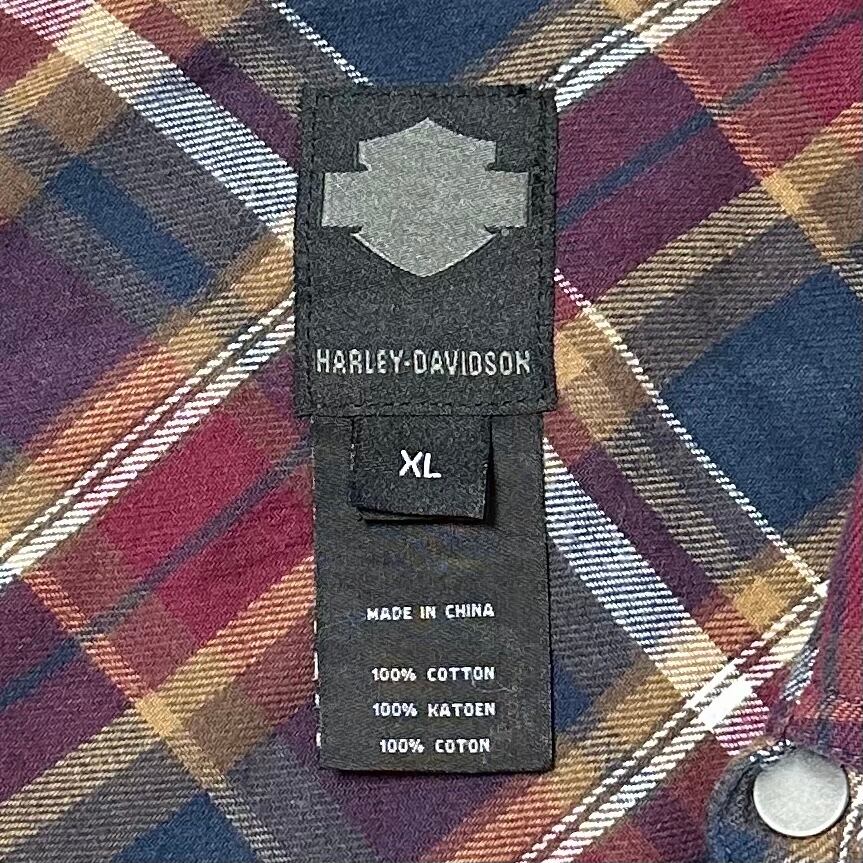 HARLEY-DAVIDSON
XL
MADE IN CHINA
100% COTTON
100% KATOEN
100% COTON